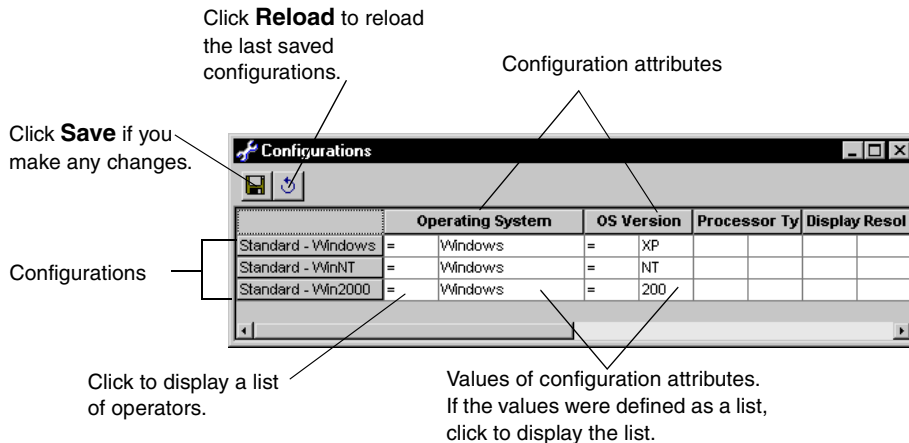 Click Reload to reload
the last saved
configurations.
Configuration attributes
Click Save if you
make any changes.
Configurations
Operating System OS Version Processor Ty Display Resol
Standard - Windows = Windows = XP
Standard - WinNT = Windows = NT
Standard - Win2000 = Windows = 200
Configurations
Click to display a list
of operators.
Values of configuration attributes.
If the values were defined as a list,
click to display the list.